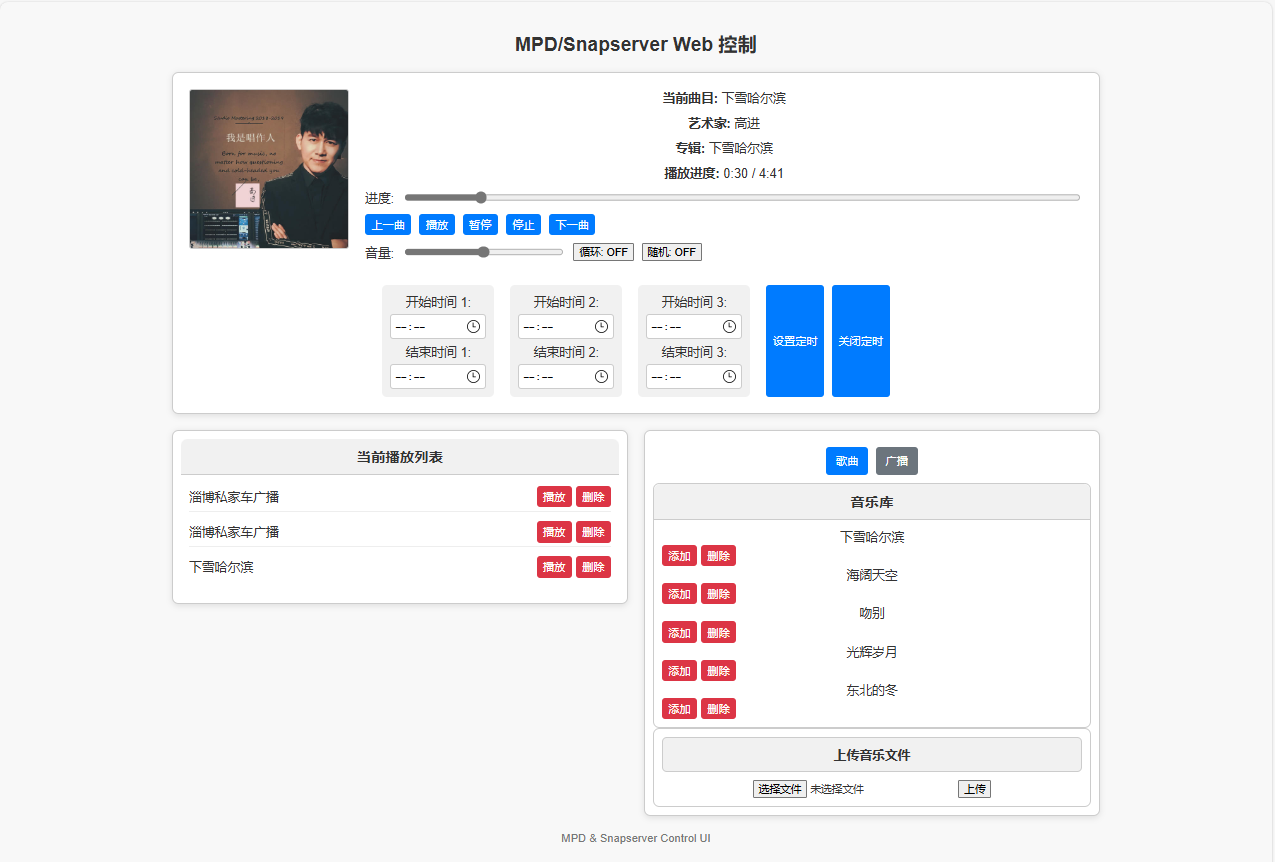 MPD/Snapserver Web 控制
我是唱作人
Born for music, no
matter how questioning
and cold-headed you
can be.
当前曲目: 下雪哈尔滨
艺术家: 高进
专辑: 下雪哈尔滨
播放进度: 0:30 / 4:41
进度:
上一曲 播放 暂停 停止 下一曲
音量: 循环: OFF 随机: OFF
开始时间 1: 开始时间 2: 开始时间 3:
--:-- --:-- --:--
设置定时 关闭定时
结束时间 1: 结束时间 2: 结束时间 3:
--:-- --:-- --:--
当前播放列表
淄博私家车广播 播放 删除
淄博私家车广播 播放 删除
下雪哈尔滨 播放 删除
歌曲 广播
音乐库
下雪哈尔滨
添加 删除
海阔天空
添加 删除
吻别
添加 删除
光辉岁月
添加 删除
东北的冬
添加 删除
上传音乐文件
选择文件 未选择文件 上传
MPD & Snapserver Control UI